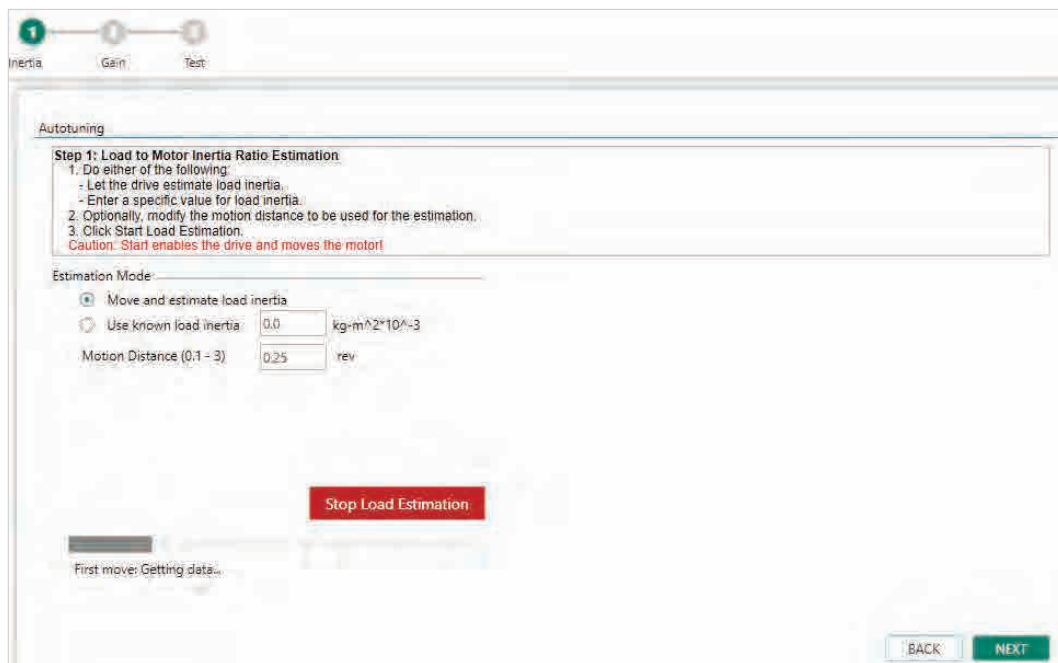 1
Inertia Gain Test
Autotuning
Step 1: Load to Motor Inertia Ratio Estimation
1. Do either of the following:
- Let the drive estimate load inertia.
- Enter a specific value for load inertia.
2. Optionally, modify the motion distance to be used for the estimation.
3. Click Start Load Estimation.
Caution: Start enables the drive and moves the motor!
Estimation Mode
Move and estimate load inertia
Use known load inertia 0.0 kg-m^2*10^-3
Motion Distance (0.1 - 3) 0.25 rev
Stop Load Estimation
First move: Getting data...
BACK NEXT